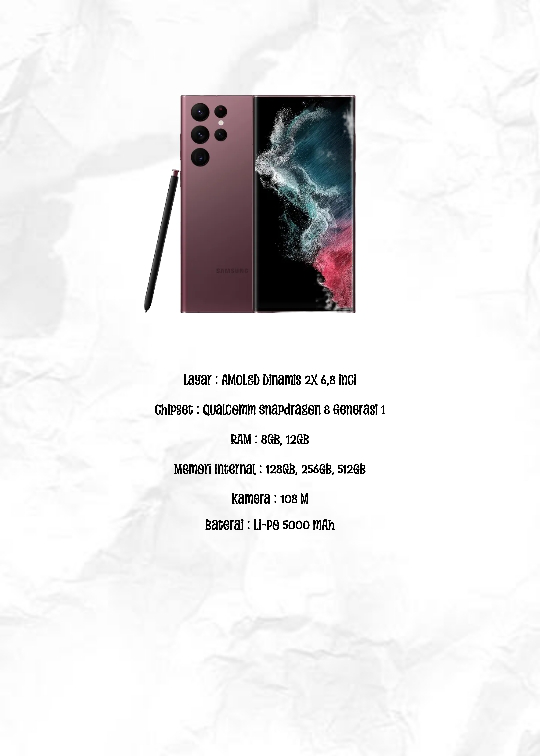 SAMSUNG
Layar : AMOLED Dinamis 2X 6,8 inci
Chipset : Qualcomm Snapdragon 8 Generasi 1
RAM : 8GB, 12GB
Memori Internal : 128GB, 256GB, 512GB
Kamera : 108 M
Baterai : Li-Po 5000 mAh